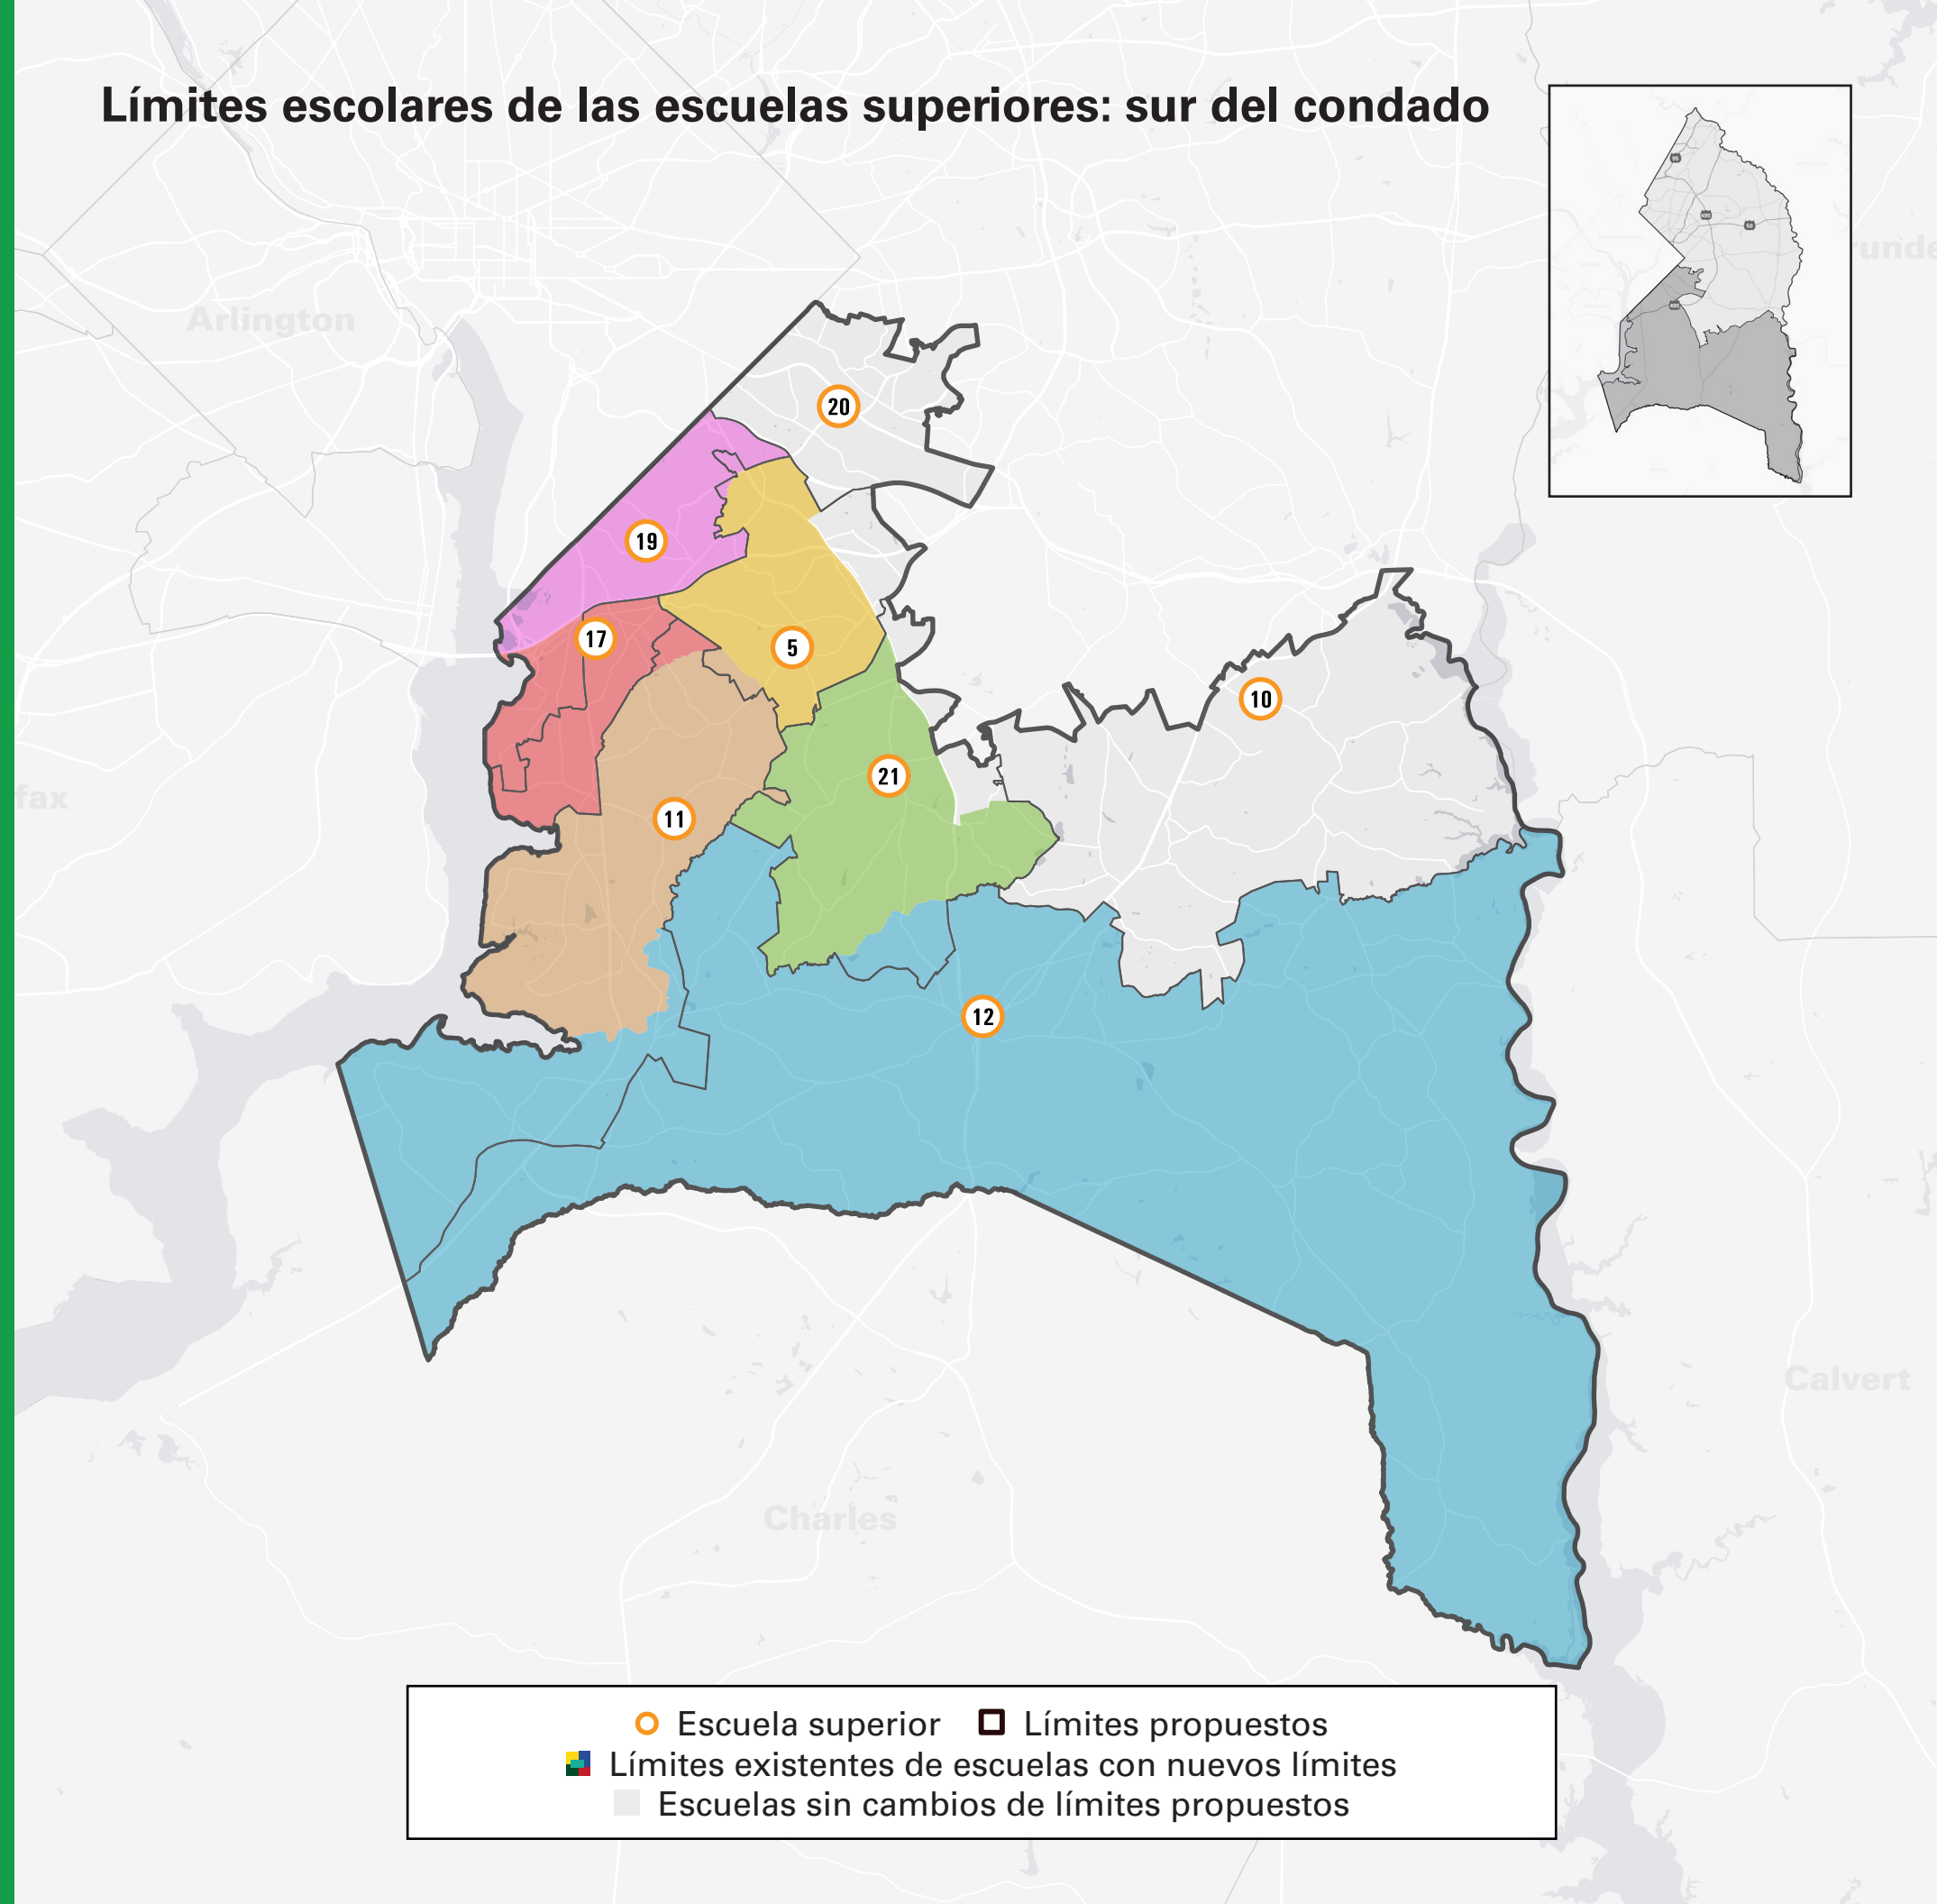 Límites escolares de las escuelas superiores: sur del condado
Arlington
runde
20
19
17
5
10
21
11
fax
12
Calvert
Charles
Escuela superior
Límites propuestos
Límites existentes de escuelas con nuevos límites
Escuelas sin cambios de límites propuestos